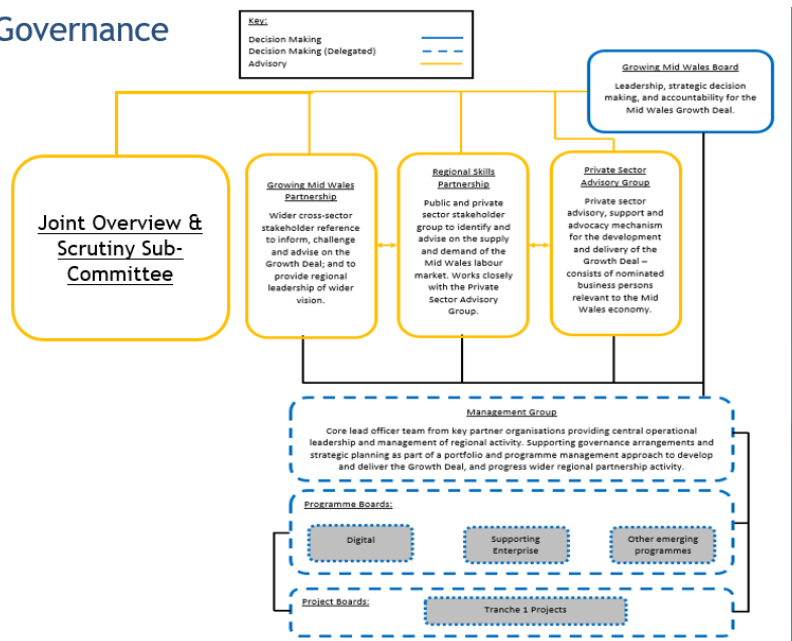 Governance
Key:
Decision Making
Decision Making (Delegated)
Advisory
Growing Mid Wales Board
Leadership, strategic decision
making, and accountability for the
Mid Wales Growth Deal.
Joint Overview &
Scrutiny Sub-
Committee
Growing Mid Wales
Partnership
Wider cross-sector
stakeholder reference
to inform, challenge
and advise on the
Growth Deal; and to
provide regional
leadership of wider
vision.
Regional Skills
Partnership
Public and private
sector stakeholder
group to identify and
advise on the supply
and demand of the
Mid Wales labour
market. Works closely
with the Private
Sector Advisory
Group.
Private Sector
Advisory Group
Private sector
advisory, support and
advocacy mechanism
for the development
and delivery of the
Growth Deal –
consists of nominated
business persons
relevant to the Mid
Wales economy.
Management Group
Core lead officer team from key partner organisations providing central operational
leadership and management of regional activity. Supporting governance arrangements and
strategic planning as part of a portfolio and programme management approach to develop
and deliver the Growth Deal, and progress wider regional partnership activity.
Programme Boards:
Digital
Supporting
Enterprise
Other emerging
programmes
Project Boards:
Tranche 1 Projects